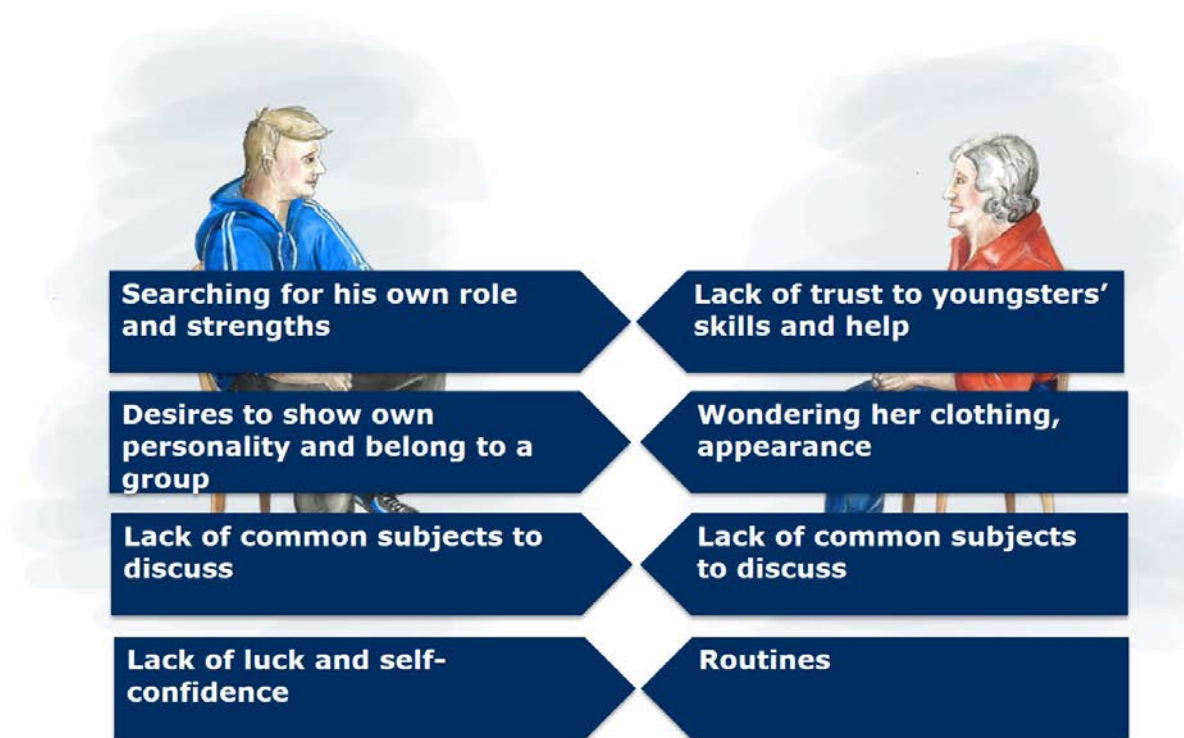 Searching for his own role
and strengths
Lack of trust to youngsters’
skills and help
Desires to show own
personality and belong to a
group
Wondering her clothing,
appearance
Lack of common subjects to
discuss
Lack of common subjects
to discuss
Lack of luck and self-
confidence
Routines